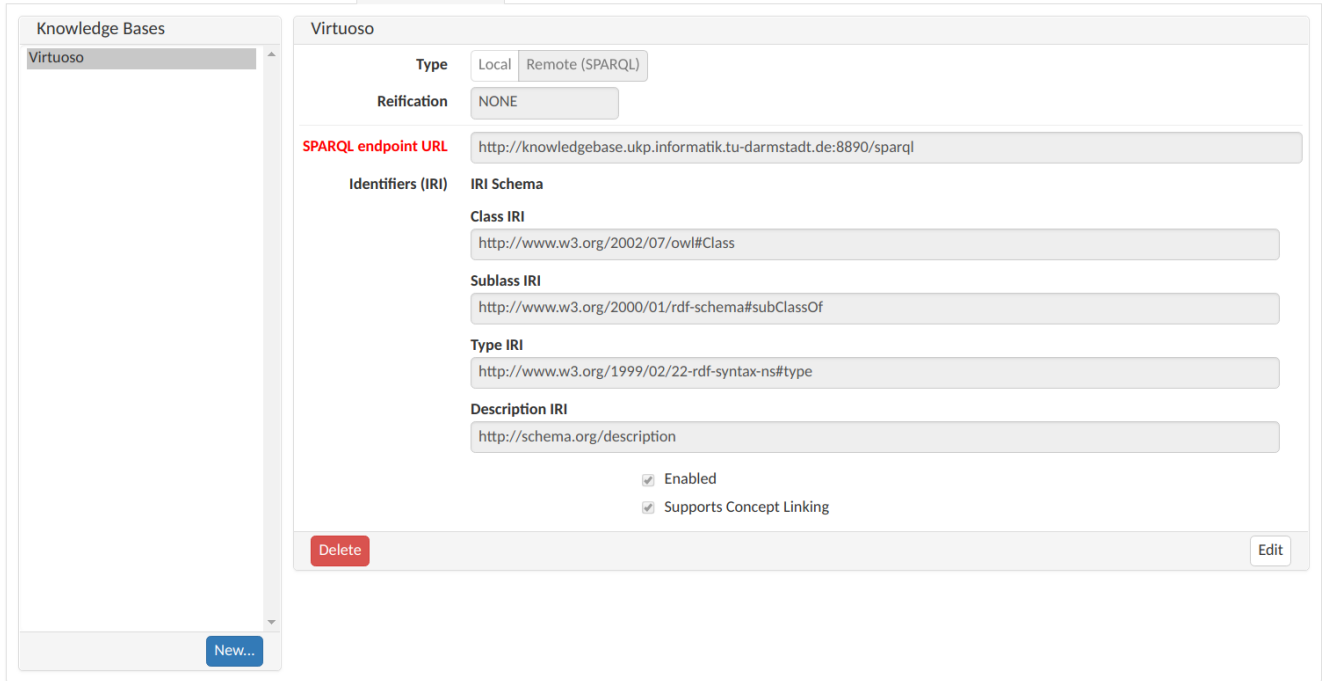 Knowledge Bases
Virtuoso
New...
Virtuoso
Type Local Remote (SPARQL)
Reification NONE
SPARQL endpoint URL http://knowledgebase.ukp.informatik.tu-darmstadt.de:8890/sparql
Identifiers (IRI) IRI Schema
Class IRI
http://www.w3.org/2002/07/owl#Class
Sublass IRI
http://www.w3.org/2000/01/rdf-schema#subClassOf
Type IRI
http://www.w3.org/1999/02/22-rdf-syntax-ns#type
Description IRI
http://schema.org/description
Enabled
Supports Concept Linking
Delete Edit